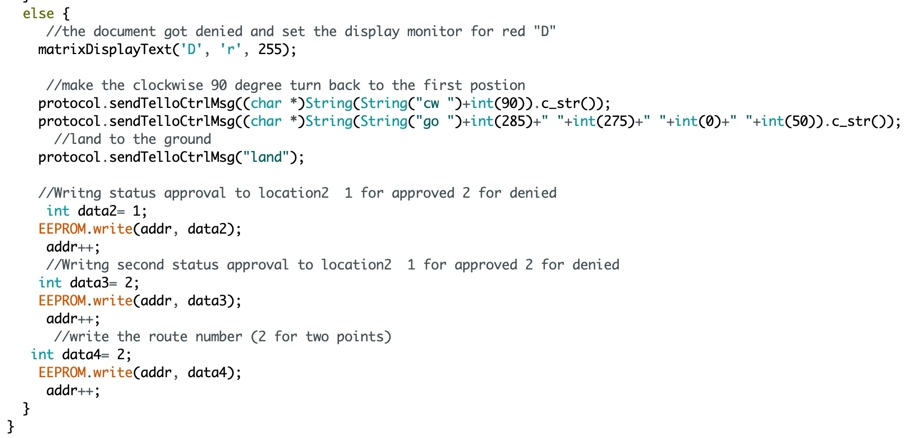 else {
//the document got denied and set the display monitor for red "D"
matrixDisplayText('D', 'r', 255);
//make the clockwise 90 degree turn back to the first postion
protocol.sendTelloCtrlMsg((char *)String(String("cw ")+int(90)).c_str());
protocol.sendTelloCtrlMsg((char *)String(String("go ")+int(285)+" "+int(275)+" "+int(0)+" "+int(50)).c_str());
//land to the ground
protocol.sendTelloCtrlMsg("land");
//Writng status approval to location2  1 for approved 2 for denied
int data2= 1;
EEPROM.write(addr, data2);
addr++;
//Writng second status approval to location2  1 for approved 2 for denied
int data3= 2;
EEPROM.write(addr, data3);
addr++;
//write the route number (2 for two points)
int data4= 2;
EEPROM.write(addr, data4);
addr++;
}
}